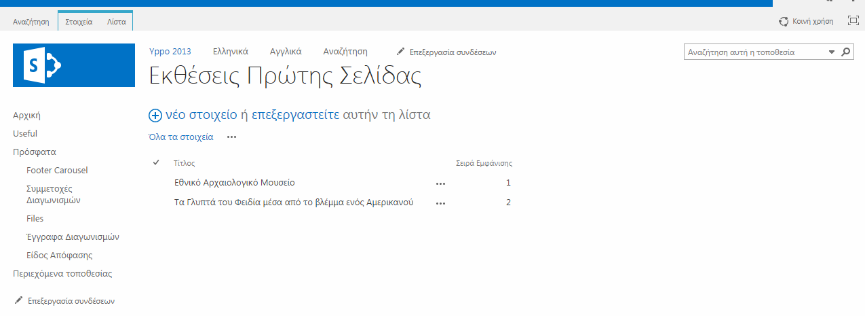 Αναζήτηση Στοιχεία Λίστα
Κοινή χρήση
Yppo 2013 Ελληνικά Αγγλικά Αναζήτηση Επεξεργασία συνδέσεων
Αναζήτηση αυτή η τοποθεσία
S
Εκθέσεις Πρώτης Σελίδας
Αρχική
Useful
Πρόσφατα
Footer Carousel
Συμμετοχές
Διαγωνισμών
Files
Έγγραφα Διαγωνισμών
Είδος Απόφασης
Περιεχόμενα τοποθεσίας
Επεξεργασία συνδέσεων
νέο στοιχείο ή επεξεργαστείτε αυτήν τη λίστα
Όλα τα στοιχεία ...
Τίτλος Σειρά Εμφάνισης
Εθνικό Αρχαιολογικό Μουσείο ... 1
Τα Γλυπτά του Φειδία μέσα από το βλέμμα ενός Αμερικανού ... 2